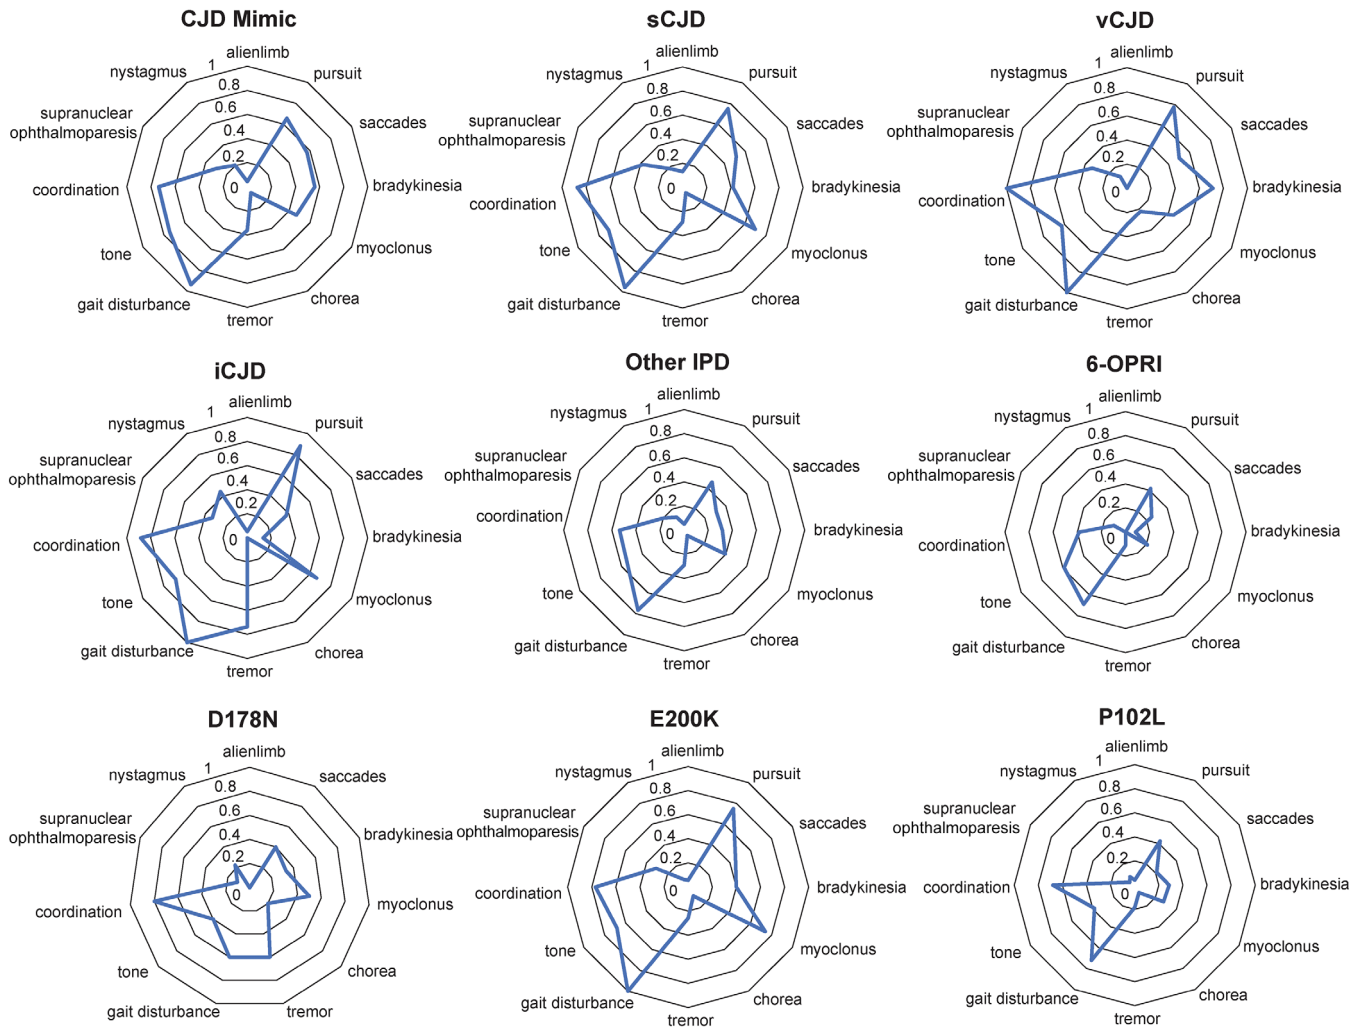 CJD Mimic
alienlimb
1
nystagmus
pursuit
0.8
supranuclear
ophthalmoparesis
0.6
saccades
0.4
0.2
coordination
0
bradykinesia
tone
myoclonus
gait disturbance
chorea
tremor
sCJD
alienlimb
1
nystagmus
pursuit
0.8
supranuclear
ophthalmoparesis
0.6
saccades
0.4
0.2
coordination
0
bradykinesia
tone
myoclonus
gait disturbance
chorea
tremor
vCJD
alienlimb
1
nystagmus
pursuit
0.8
supranuclear
ophthalmoparesis
0.6
saccades
0.4
0.2
coordination
0
bradykinesia
tone
myoclonus
gait disturbance
chorea
tremor
iCJD
alienlimb
1
nystagmus
pursuit
0.8
supranuclear
ophthalmoparesis
0.6
saccades
0.4
0.2
coordination
0
bradykinesia
tone
myoclonus
gait disturbance
chorea
tremor
Other IPD
alienlimb
1
nystagmus
pursuit
0.8
supranuclear
ophthalmoparesis
0.6
saccades
0.4
0.2
coordination
0
bradykinesia
tone
myoclonus
gait disturbance
chorea
tremor
6-OPRI
alienlimb
1
nystagmus
pursuit
0.8
supranuclear
ophthalmoparesis
0.6
saccades
0.4
0.2
coordination
0
bradykinesia
tone
myoclonus
gait disturbance
chorea
tremor
D178N
alienlimb
1
nystagmus
saccades
0.8
supranuclear
ophthalmoparesis
0.6
bradykinesia
0.4
0.2
coordination
0
myoclonus
tone
chorea
gait disturbance
tremor
E200K
alienlimb
1
nystagmus
pursuit
0.8
supranuclear
ophthalmoparesis
0.6
saccades
0.4
0.2
coordination
0
bradykinesia
tone
myoclonus
gait disturbance
chorea
tremor
P102L
alienlimb
1
nystagmus
pursuit
0.8
supranuclear
ophthalmoparesis
0.6
saccades
0.4
0.2
coordination
0
bradykinesia
tone
myoclonus
gait disturbance
chorea
tremor